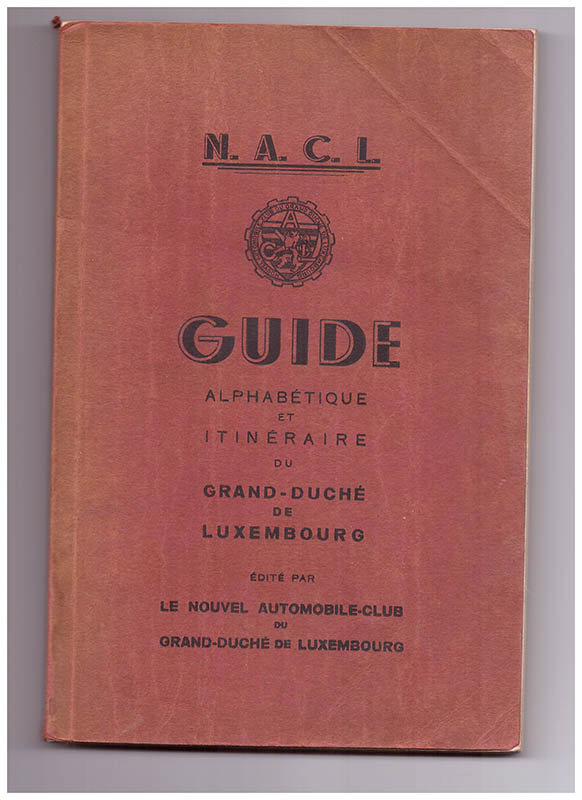 N. A. C. L.
GUIDE
ALPHABÉTIQUE
ET
ITINÉRAIRE
DU
GRAND-DUCHÉ
DE
LUXEMBOURG
ÉDITÉ PAR
LE NOUVEL AUTOMOBILE-CLUB
DU
GRAND-DUCHÉ DE LUXEMBOURG